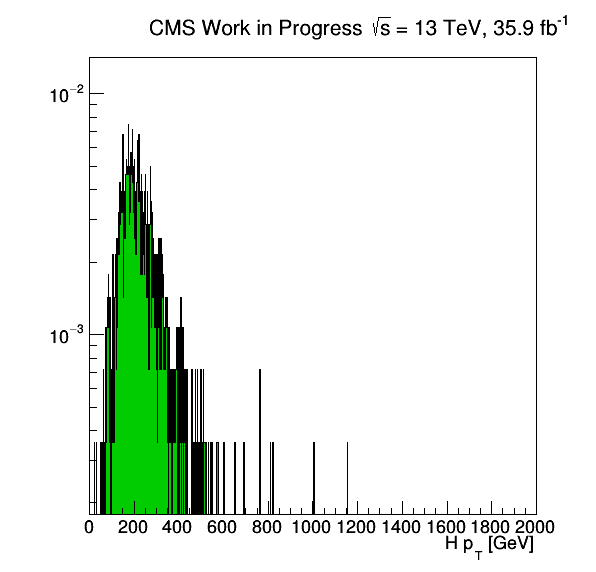 CMS Work in Progress √s = 13 TeV, 35.9 fb⁻¹
10⁻²
10⁻³
0 200 400 600 800 1000 1200 1400 1600 1800 2000
H p_T [GeV]